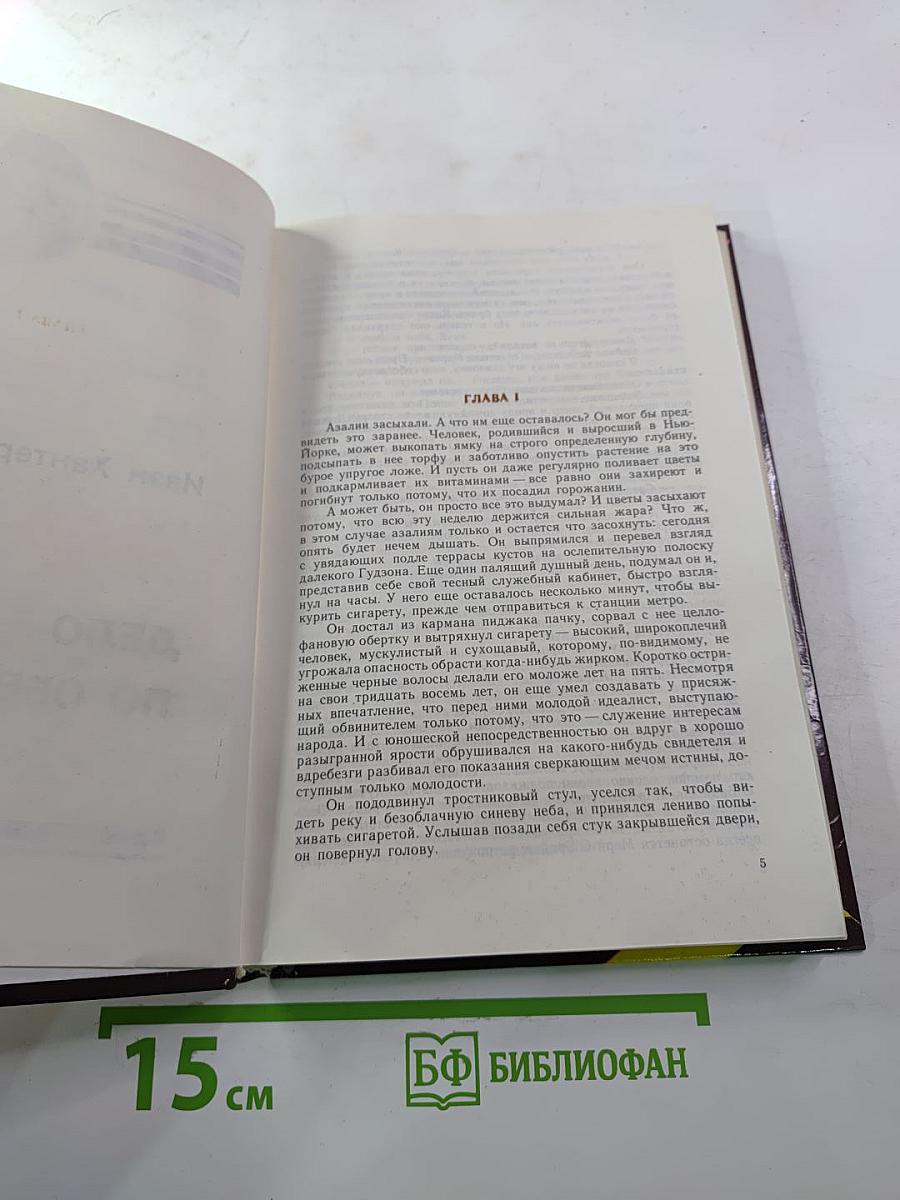 ГЛАВА 1
Азалии засыхали. А что им еще оставалось? Он мог бы пред-
видеть это заранее. Человек, родившийся и выросший в Нью-
Йорке, может выкопать ямку на строго определенную глубину,
подсыпать в нее торфу и заботливо опустить растение на это
бурое упругое ложе. И пусть он даже регулярно поливает цветы
и подкармливает их витаминами — все равно они захиреют и
погибнут только потому, что их посадил горожанин.
А может быть, он просто все это выдумал? И цветы засыхают
потому, что всю эту неделю держится сильная жара? Что ж,
в этом случае азалиям только и остается что засохнуть: сегодня
опять будет нечем дышать. Он выпрямился и перевел взгляд
с увядающих подле террасы кустов на ослепительную полоску
далекого Гудзона. Еще один палящий душный день, подумал он и,
представив себе свой тесный служебный кабинет, быстро взгля-
нул на часы. У него еще оставалось несколько минут, чтобы вы-
курить сигарету, прежде чем отправиться к станции метро.
Он достал из кармана пиджака пачку, сорвал с нее целло-
фановую обертку и вытряхнул сигарету — высокий, широкоплечий
человек, мускулистый и сухощавый, которому, по-видимому, не
угрожала опасность обрасти когда-нибудь жирком. Коротко остри-
женные черные волосы делали его моложе лет на пять. Несмотря
на свои тридцать восемь лет, он еще умел создавать у присяж-
ных впечатление, что перед ними молодой идеалист, выступаю-
щий обвинителем только потому, что это — служение интересам
народа. И с юношеской непосредственностью он вдруг в хорошо
разыгранной ярости обрушивался на какого-нибудь свидетеля и
вдребезги разбивал его показания сверкающим мечом истины, до-
ступным только молодости.
Он пододвинул тростниковый стул, уселся так, чтобы ви-
деть реку и безоблачную синеву неба, и принялся лениво попы-
хивать сигаретой. Услышав позади себя стук закрывшейся двери,
он повернул голову.
5
15 см
БФ БИБЛИОФАН